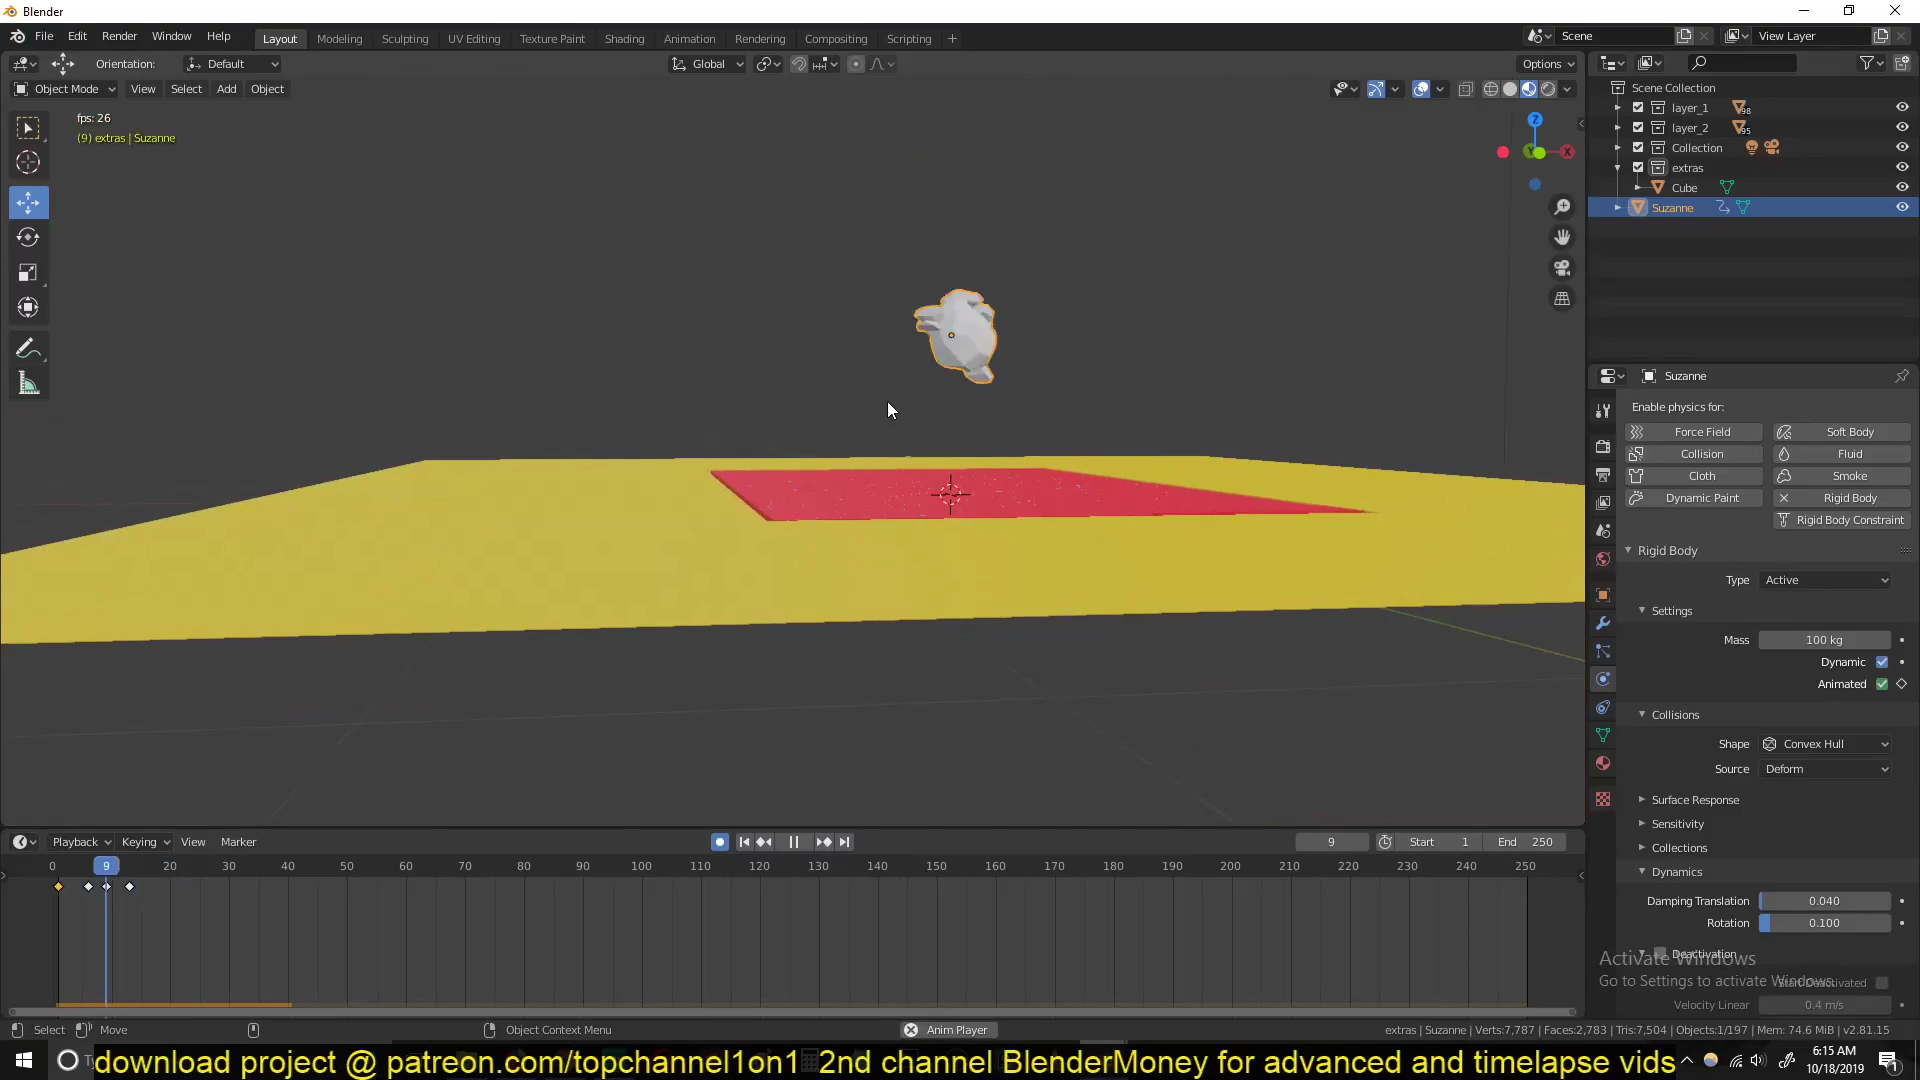 Blender
File Edit Render Window Help
Layout Modeling Sculpting UV Editing Texture Paint Shading Animation Rendering Compositing Scripting +
Scene
View Layer
Orientation: Default
Global
Options
Object Mode View Select Add Object
fps: 26
(9) extras | Suzanne
Z
X
Y
Scene Collection
layer_1 98
layer_2 95
Collection
extras
Cube
Suzanne
Suzanne
Enable physics for:
Force Field Soft Body
Collision Fluid
Cloth Smoke
Dynamic Paint Rigid Body
Rigid Body Constraint
Rigid Body
Type Active
Settings
Mass 100 kg
Dynamic
Animated
Collisions
Shape Convex Hull
Source Deform
Surface Response
Sensitivity
Collections
Dynamics
Damping Translation 0.040
Rotation 0.100
Deactivation
Activate Windows
Go to Settings to activate Windows.
Start Deactivated
Velocity Linear 0.4 m/s
Playback Keying View Marker
9
Start 1
End 250
0 9 20 30 40 50 60 70 80 90 100 110 120 130 140 150 160 170 180 190 200 210 220 230 240 250
Select Move Object Context Menu Anim Player
extras | Suzanne | Verts:7,787 | Faces:2,783 | Tris:7,504 | Objects:1/197 | Mem: 74.6 MiB | v2.81.15
download project @ patreon.com/topchannel1on1 2nd channel BlenderMoney for advanced and timelapse vids
6:15 AM
10/18/2019
1